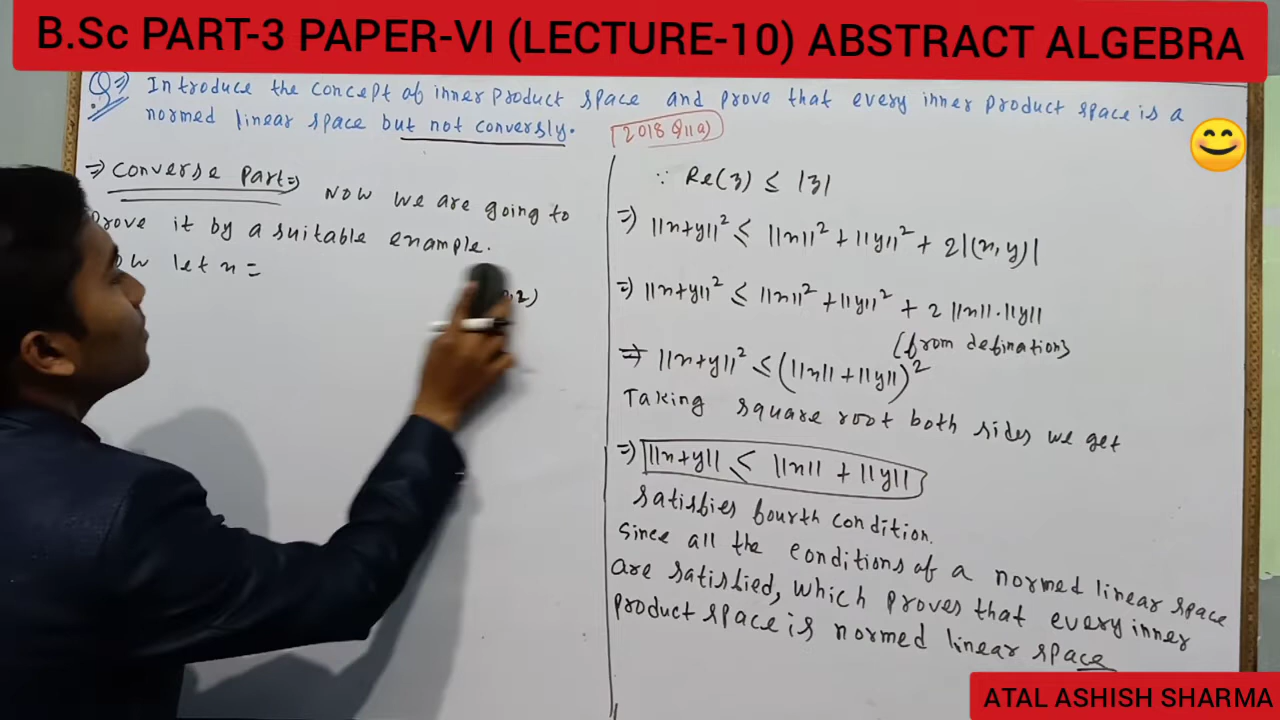 B.Sc PART-3 PAPER-VI (LECTURE-10) ABSTRACT ALGEBRA
Q⇒ Introduce the concept of inner product space and prove that every inner product space is a
normed linear space but not conversly.
2018 Q11(a)
⇒ Converse Part⇒ Now we are going to
Prove it by a suitable example.
let x =
,2)
∵ Re(z) ≤ |z|
⇒ ||x+y||² ≤ ||x||² + ||y||² + 2|(x,y)|
⇒ ||x+y||² ≤ ||x||² + ||y||² + 2 ||x||.||y||
(from defination)
⇒ ||x+y||² ≤ (||x|| + ||y||)²
Taking square root both sides we get
⇒ ||x+y|| ≤ ||x|| + ||y||
satisfies fourth condition.
Since all the conditions of a normed linear space
are satisfied, which proves that every inner
product space is normed linear space
ATAL ASHISH SHARMA